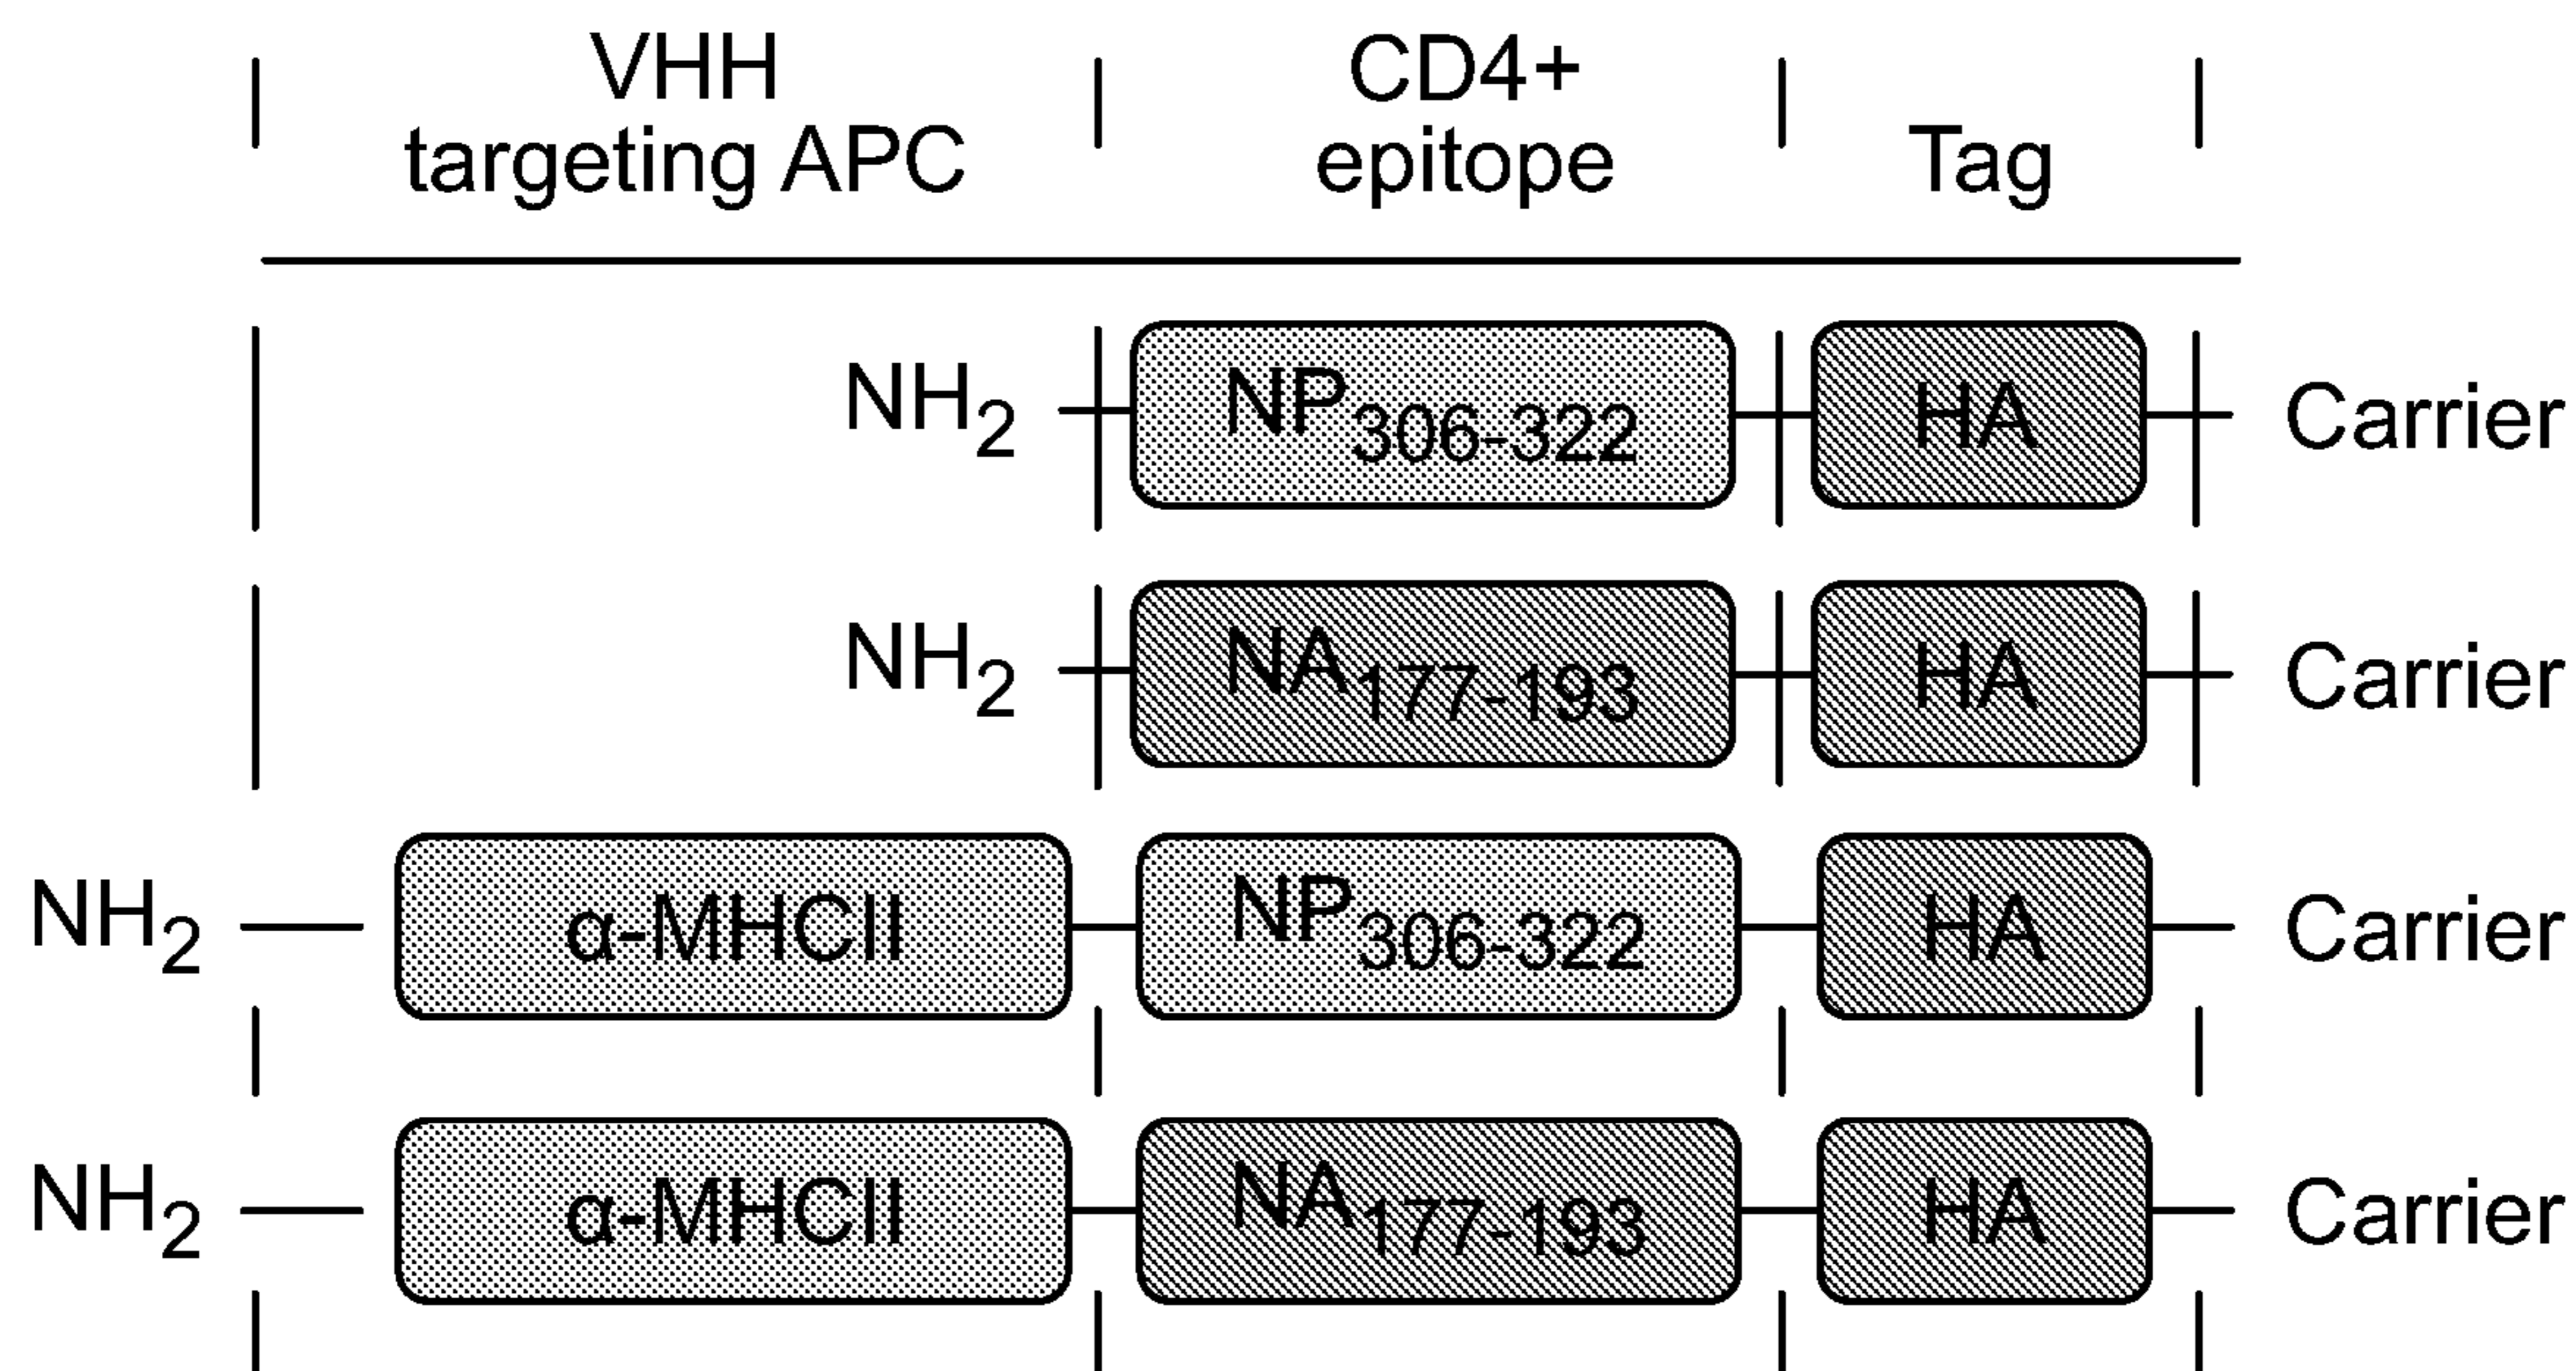 VHH CD4+
targeting APC epitope Tag
NH2 NP306-322 HA Carrier
NH2 NA177-193 HA Carrier
NH2 α-MHCII NP306-322 HA Carrier
NH2 α-MHCII NA177-193 HA Carrier